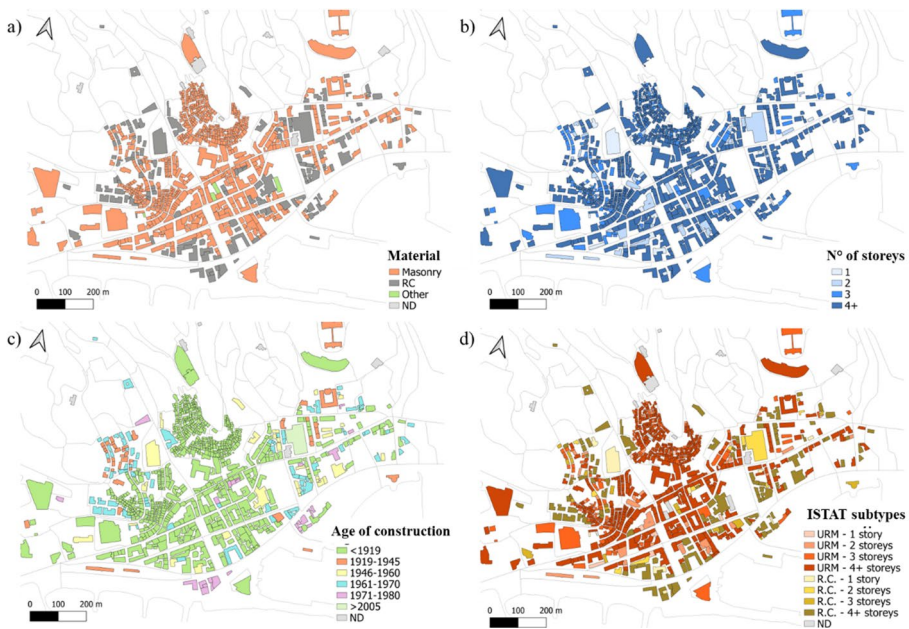 a)
Material
Masonry
RC
Other
ND
0 100 200 m
b)
N° of storeys
1
2
3
4+
0 100 200 m
c)
Age of construction
<1919
1919-1945
1946-1960
1961-1970
1971-1980
>2005
ND
0 100 200 m
d)
ISTAT subtypes
URM - 1 story
URM - 2 storeys
URM - 3 storeys
URM - 4+ storeys
R.C. - 1 story
R.C. - 2 storeys
R.C. - 3 storeys
R.C. - 4+ storeys
ND
0 100 200 m